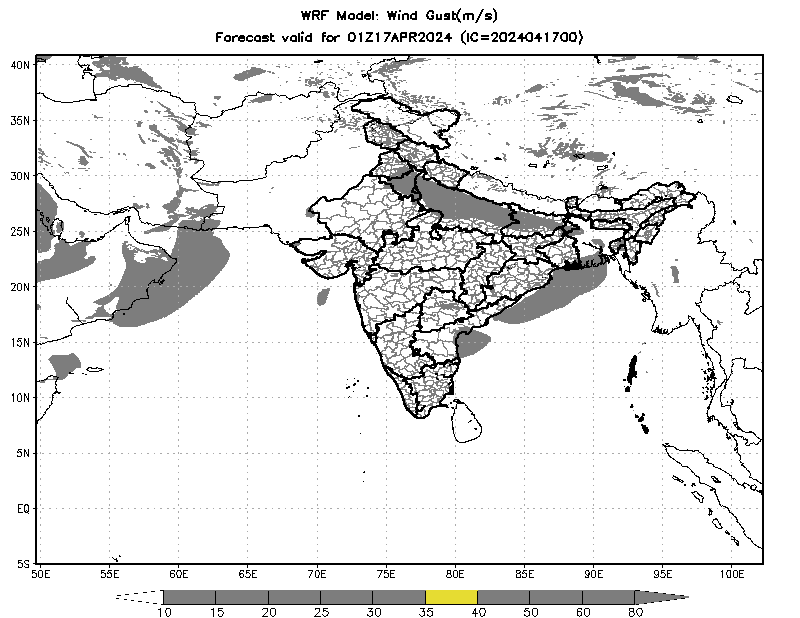 WRF Model: Wind Gust(m/s)
Forecast valid for 01Z17APR2024 (IC=2024041700)
40N
35N
30N
25N
20N
15N
10N
5N
EQ
5S
50E 55E 60E 65E 70E 75E 80E 85E 90E 95E 100E
10 15 20 25 30 35 40 50 60 80